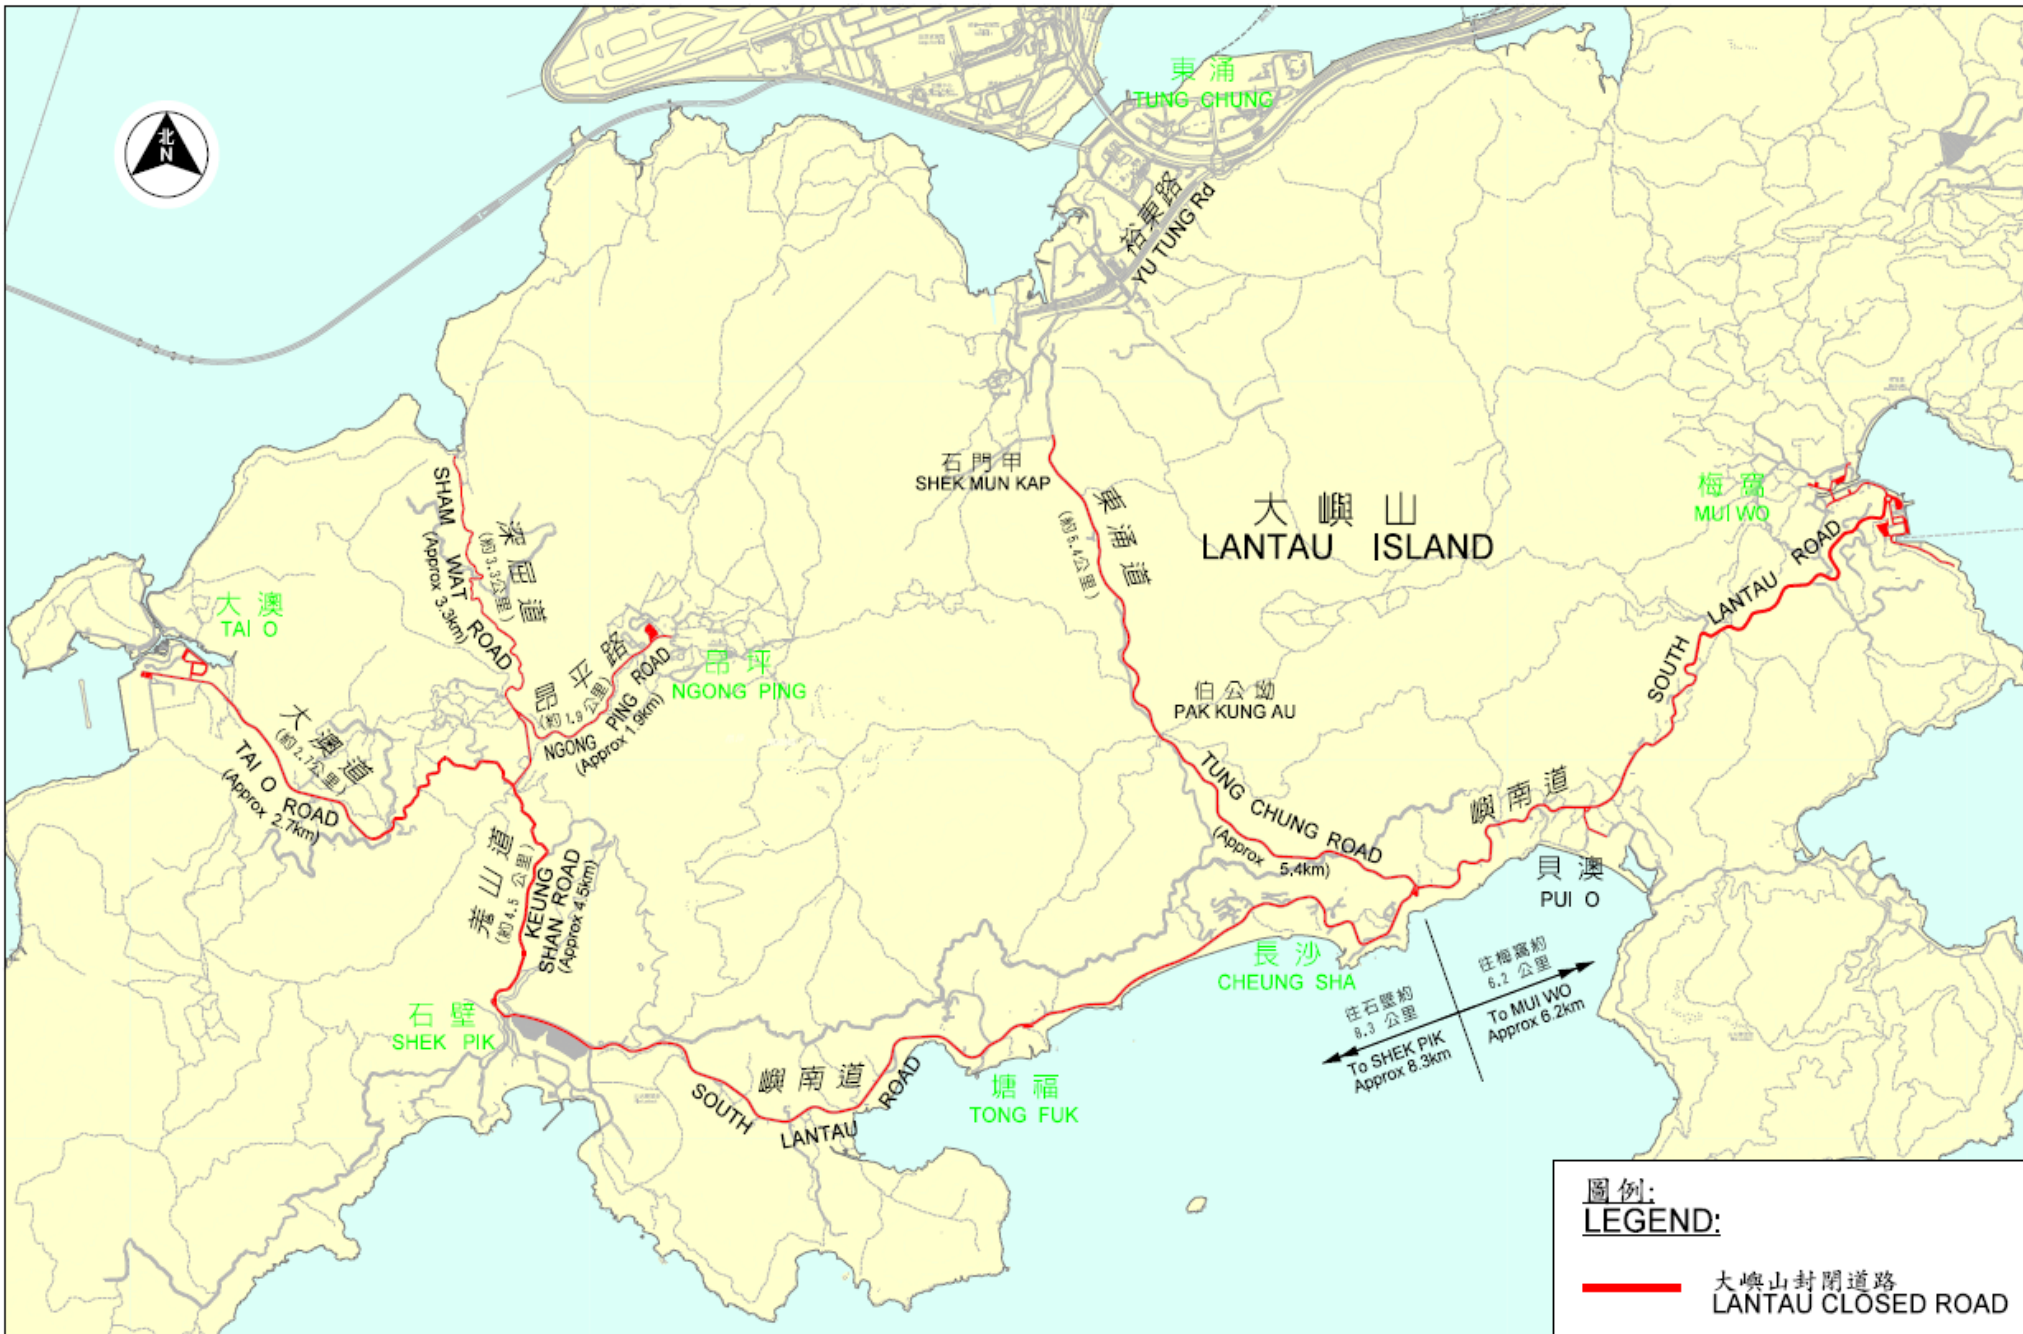 北
N
東涌
TUNG CHUNG
裕東路
YU TUNG Rd
石門甲
SHEK MUN KAP
東涌道
(約5.4公里)
大嶼山
LANTAU ISLAND
梅窩
MUI WO
SOUTH LANTAU ROAD
SHAM WAT ROAD
(Approx 3.3km)
深屈道
(約3.3公里)
大澳
TAI O
昂平路
(約1.9公里)
NGONG PING ROAD
(Approx 1.9km)
昂坪
NGONG PING
伯公坳
PAK KUNG AU
大澳道
(約2.7公里)
TAI O ROAD
(Approx 2.7km)
TUNG CHUNG ROAD
(Approx 5.4km)
嶼南道
羗山道
(約4.5公里)
KEUNG
SHAN ROAD
(Approx 4.5km)
貝澳
PUI O
長沙
CHEUNG SHA
往梅窩約
6.2 公里
To MUI WO
Approx 6.2km
往石壁約
8.3 公里
To SHEK PIK
Approx 8.3km
石壁
SHEK PIK
嶼南道
SOUTH LANTAU ROAD
塘福
TONG FUK
圖例:
LEGEND:
大嶼山封閉道路
LANTAU CLOSED ROAD